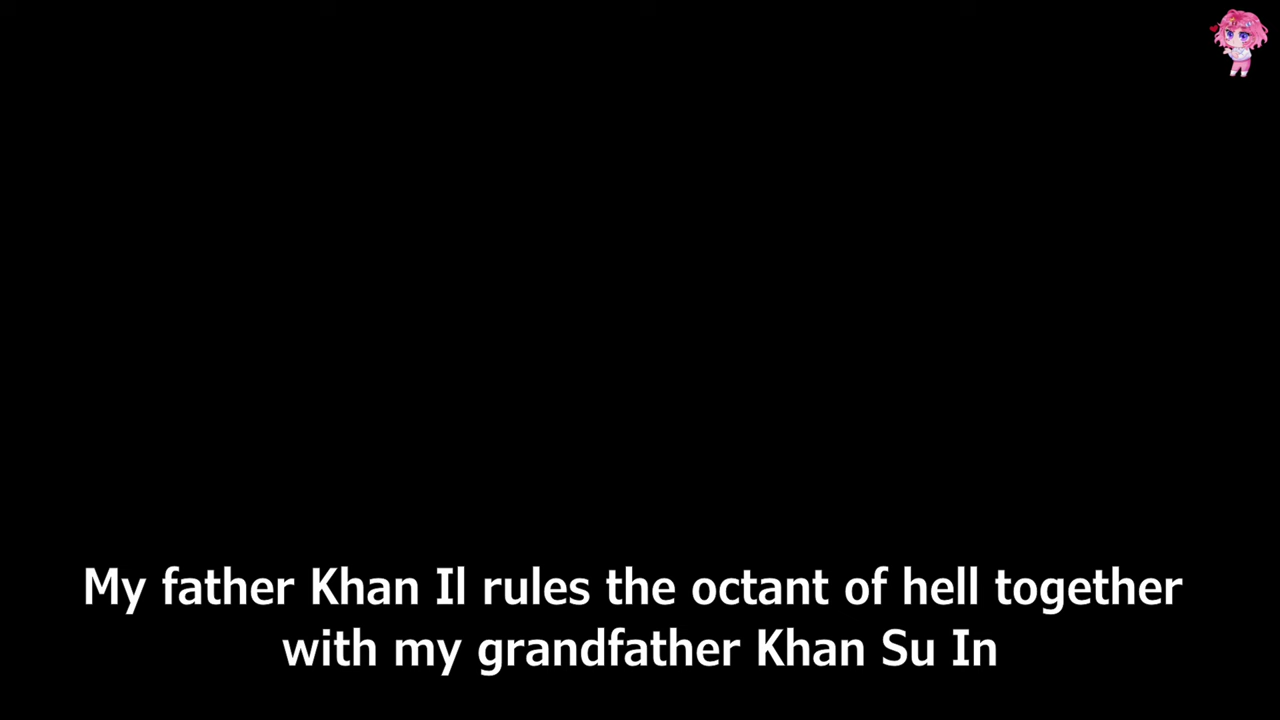 My father Khan Il rules the octant of hell together
with my grandfather Khan Su In